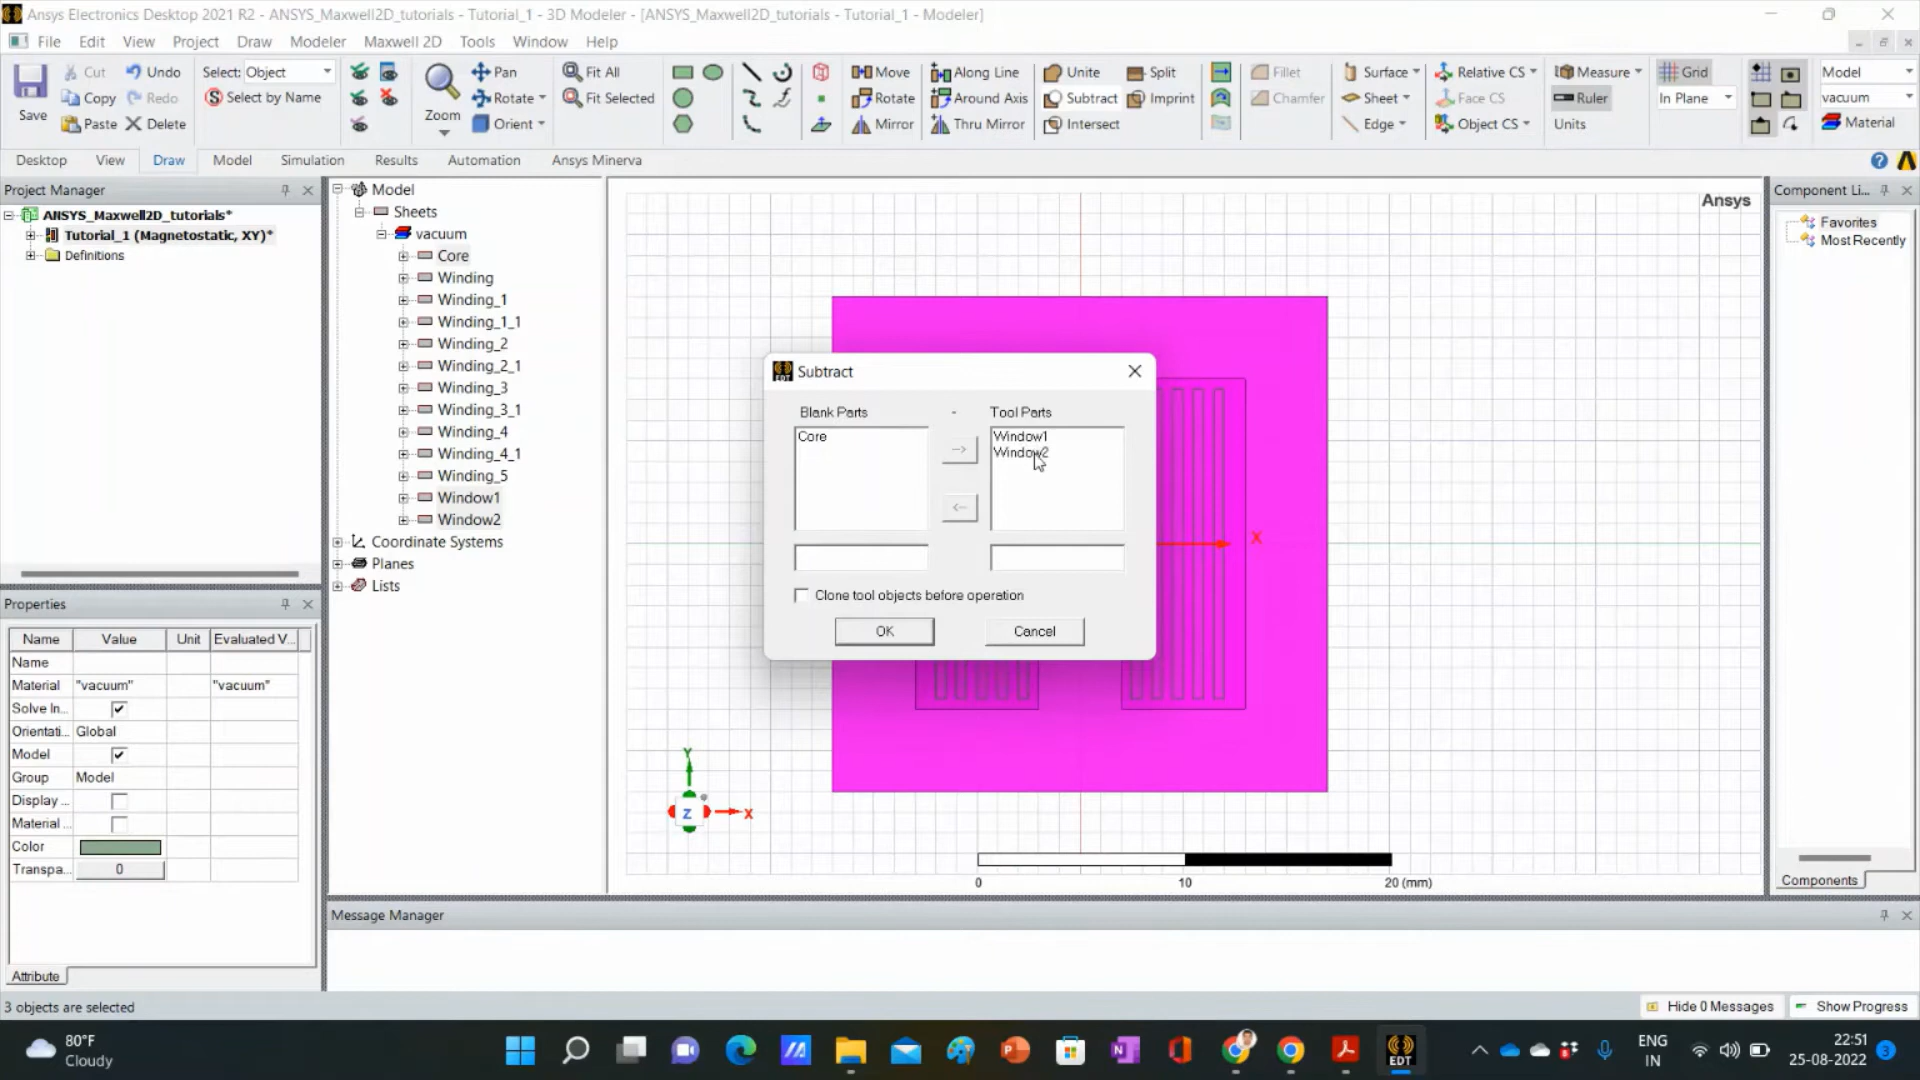 Ansys Electronics Desktop 2021 R2 - ANSYS_Maxwell2D_tutorials - Tutorial_1 - 3D Modeler - [ANSYS_Maxwell2D_tutorials - Tutorial_1 - Modeler]
File Edit View Project Draw Modeler Maxwell 2D Tools Window Help
Save
Cut Undo
Copy Redo
Paste Delete
Select: Object
Select by Name
Zoom
Pan
Rotate
Orient
Fit All
Fit Selected
Move Along Line
Rotate Around Axis
Mirror Thru Mirror
Unite Split
Subtract Imprint
Intersect
Fillet
Chamfer
Surface
Sheet
Edge
Relative CS
Face CS
Object CS
Measure
Ruler
Units
Grid
In Plane
Model
vacuum
Material
Desktop View Draw Model Simulation Results Automation Ansys Minerva
Project Manager
ANSYS_Maxwell2D_tutorials*
Tutorial_1 (Magnetostatic, XY)*
Definitions
Model
Sheets
vacuum
Core
Winding
Winding_1
Winding_1_1
Winding_2
Winding_2_1
Winding_3
Winding_3_1
Winding_4
Winding_4_1
Winding_5
Window1
Window2
Coordinate Systems
Planes
Lists
Ansys
X
Y
Z
X
0 10 20 (mm)
Subtract
Blank Parts - Tool Parts
Core
Window1
Window2
Clone tool objects before operation
OK Cancel
EDT
Component Li...
Favorites
Most Recently
Components
Properties
Name Value Unit Evaluated V...
Name
Material "vacuum" "vacuum"
Solve In...
Orientati... Global
Model
Group Model
Display ...
Material ...
Color
Transpa... 0
Attribute
Message Manager
3 objects are selected
Hide 0 Messages Show Progress
80°F
Cloudy
EDT
ENG
IN
22:51
25-08-2022
3